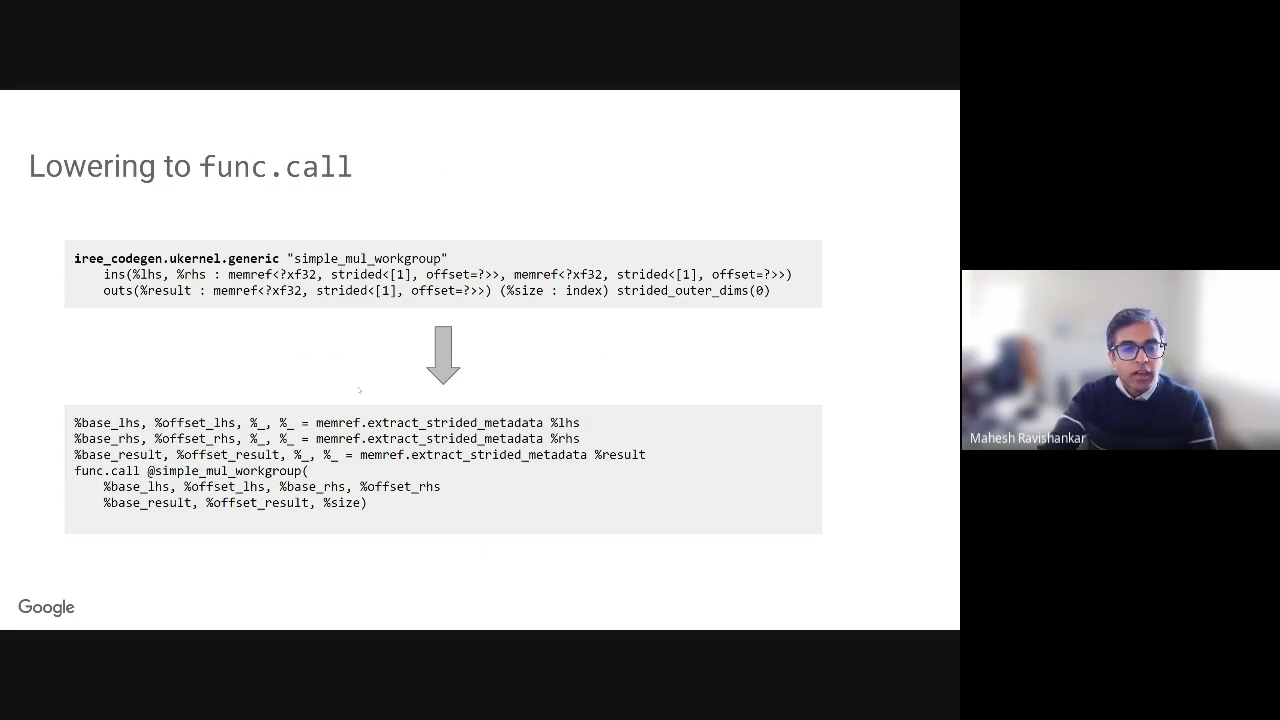 Lowering to func.call
iree_codegen.ukernel.generic "simple_mul_workgroup"
ins(%lhs, %rhs : memref<?xf32, strided<[1], offset=?>>, memref<?xf32, strided<[1], offset=?>>)
outs(%result : memref<?xf32, strided<[1], offset=?>>) (%size : index) strided_outer_dims(0)
%base_lhs, %offset_lhs, %_, %_ = memref.extract_strided_metadata %lhs
%base_rhs, %offset_rhs, %_, %_ = memref.extract_strided_metadata %rhs
%base_result, %offset_result, %_, %_ = memref.extract_strided_metadata %result
func.call @simple_mul_workgroup(
%base_lhs, %offset_lhs, %base_rhs, %offset_rhs
%base_result, %offset_result, %size)
Google
Mahesh Ravishankar